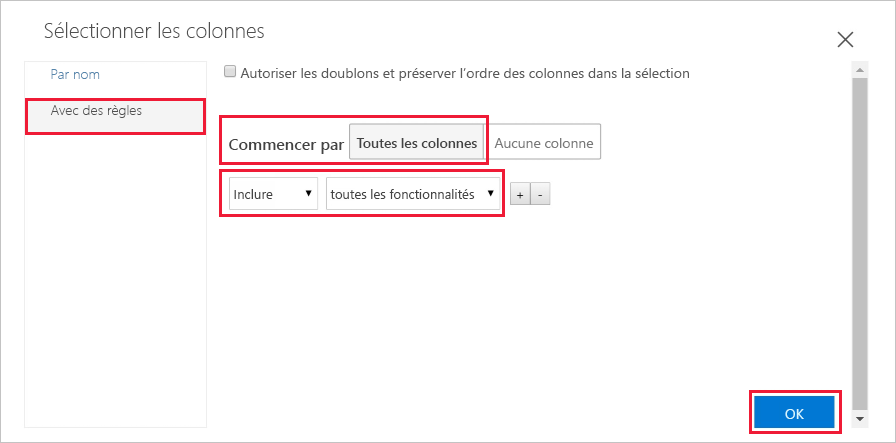 Sélectionner les colonnes
Par nom
Avec des règles
Autoriser les doublons et préserver l’ordre des colonnes dans la sélection
Commencer par Toutes les colonnes Aucune colonne
Inclure toutes les fonctionnalités + -
OK